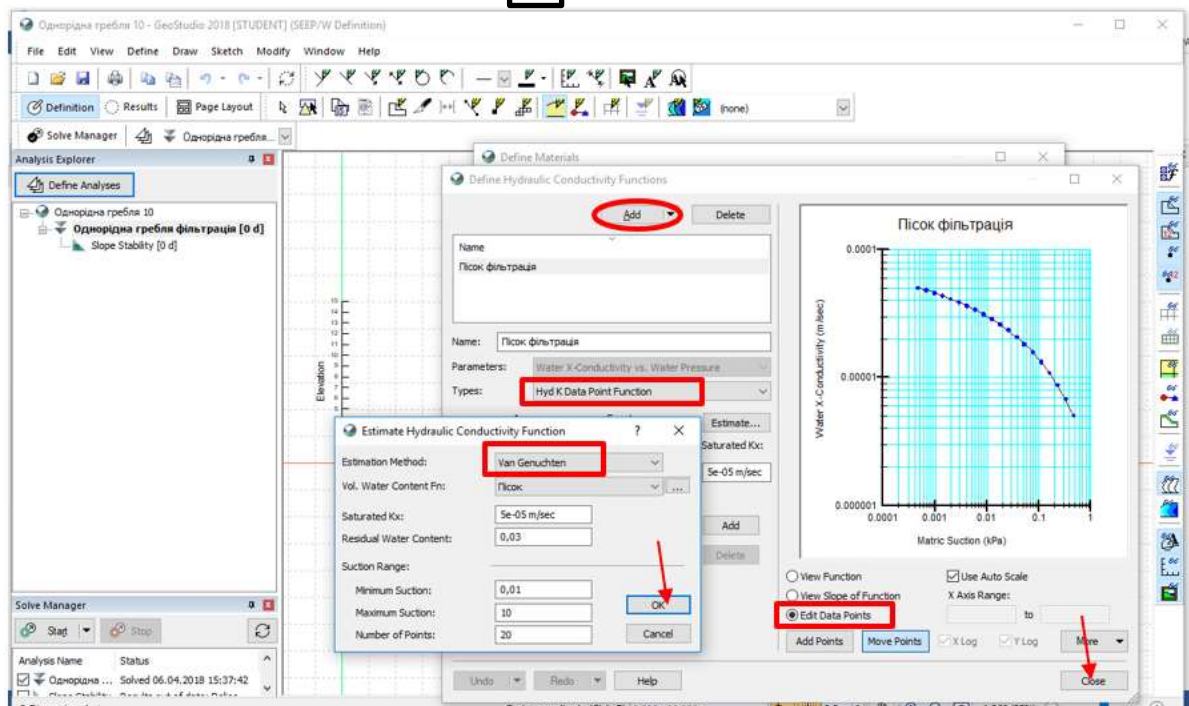 Однорідна гребля 10 - GeoStudio 2018 [STUDENT] (SEEP/W Definition)
File Edit View Define Draw Sketch Modify Window Help
Definition Results Page Layout (none)
Solve Manager Однорідна гребля...
Analysis Explorer
Define Analyses
Однорідна гребля 10
Однорідна гребля фільтрація [0 d]
Slope Stability [0 d]
Elevation
Define Materials
Define Hydraulic Conductivity Functions
Add Delete
Name
Пісок фільтрація
Name: Пісок фільтрація
Parameters: Water X-Conductivity vs. Water Pressure
Types: Hyd K Data Point Function
Estimate...
Saturated Kx:
5e-05 m/sec
Add
Delete
Estimate Hydraulic Conductivity Function ? ×
Estimation Method: Van Genuchten
Vol. Water Content Fn: Пісок ...
Saturated Kx: 5e-05 m/sec
Residual Water Content: 0,03
Suction Range:
Minimum Suction: 0,01
Maximum Suction: 10
Number of Points: 20
OK
Cancel
Undo Redo Help
Пісок фільтрація
Water X-Conductivity (m/sec)
0.0001
0.00001
0.000001
0.0001 0.001 0.01 0.1 1
Matric Suction (kPa)
View Function Use Auto Scale
View Slope of Function X Axis Range:
Edit Data Points to
Add Points Move Points X Log Y Log More
Close
Solve Manager
Start Stop
Analysis Name Status
Однорідна ... Solved 06.04.2018 15:37:42